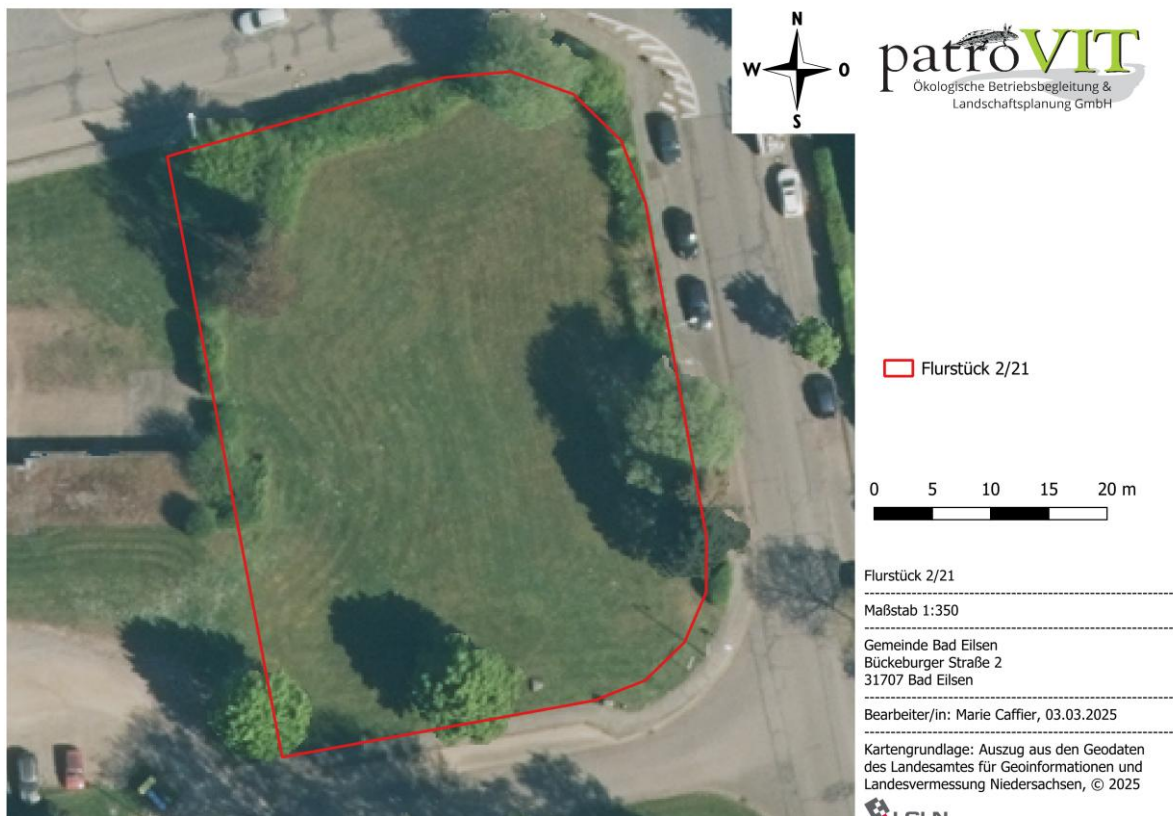 N
W O
S
patroVIT
Ökologische Betriebsbegleitung &
Landschaftsplanung GmbH
Flurstück 2/21
0 5 10 15 20 m
Flurstück 2/21
Maßstab 1:350
Gemeinde Bad Eilsen
Bückeburger Straße 2
31707 Bad Eilsen
Bearbeiter/in: Marie Caffier, 03.03.2025
Kartengrundlage: Auszug aus den Geodaten
des Landesamtes für Geoinformationen und
Landesvermessung Niedersachsen, © 2025
LGLN